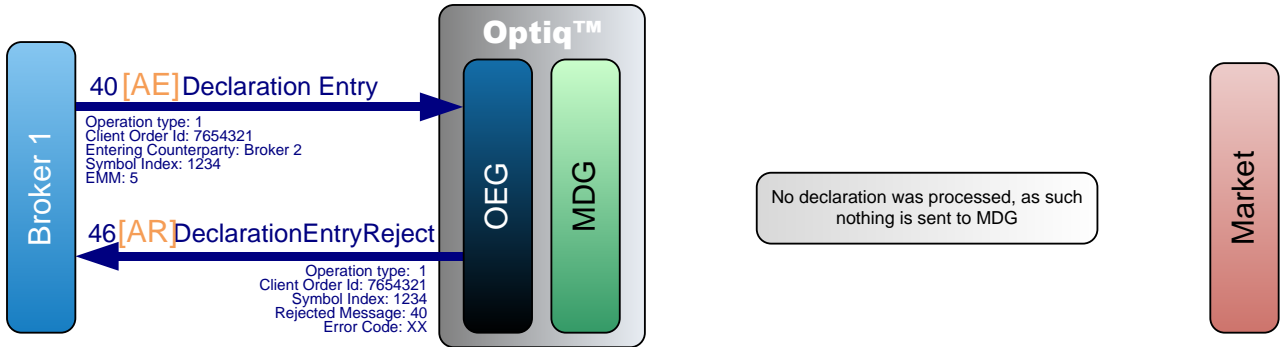 Optiq™
Broker 1
40 [AE] Declaration Entry
Operation type: 1
Client Order Id: 7654321
Entering Counterparty: Broker 2
Symbol Index: 1234
EMM: 5
46 [AR] DeclarationEntryReject
Operation type: 1
Client Order Id: 7654321
Symbol Index: 1234
Rejected Message: 40
Error Code: XX
OEG
MDG
No declaration was processed, as such
nothing is sent to MDG
Market